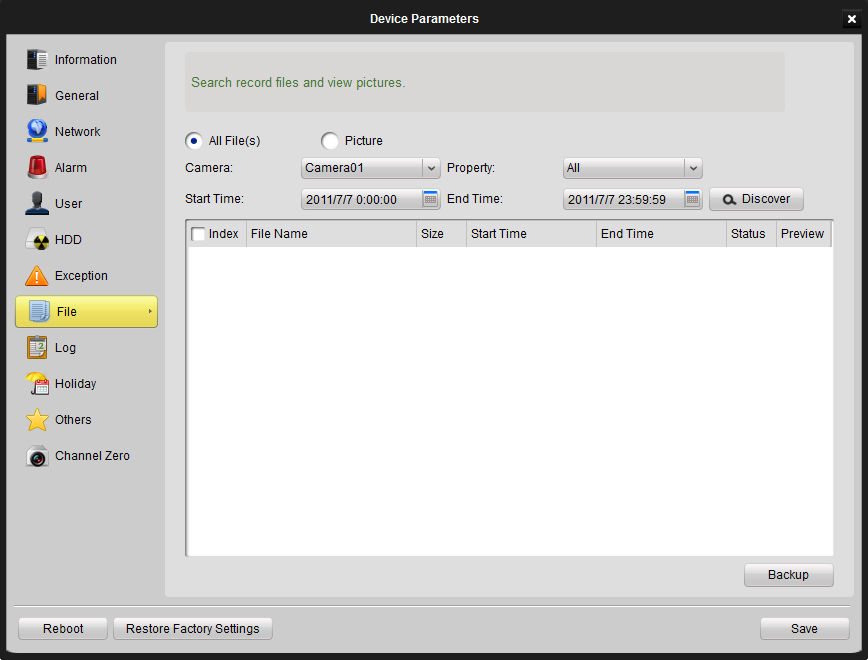 Device Parameters
Information
General
Network
Alarm
User
HDD
Exception
File
Log
Holiday
Others
Channel Zero
Search record files and view pictures.
All File(s) Picture
Camera: Camera01 Property: All
Start Time: 2011/7/7 0:00:00 End Time: 2011/7/7 23:59:59 Discover
Index File Name Size Start Time End Time Status Preview
Backup
Reboot Restore Factory Settings Save